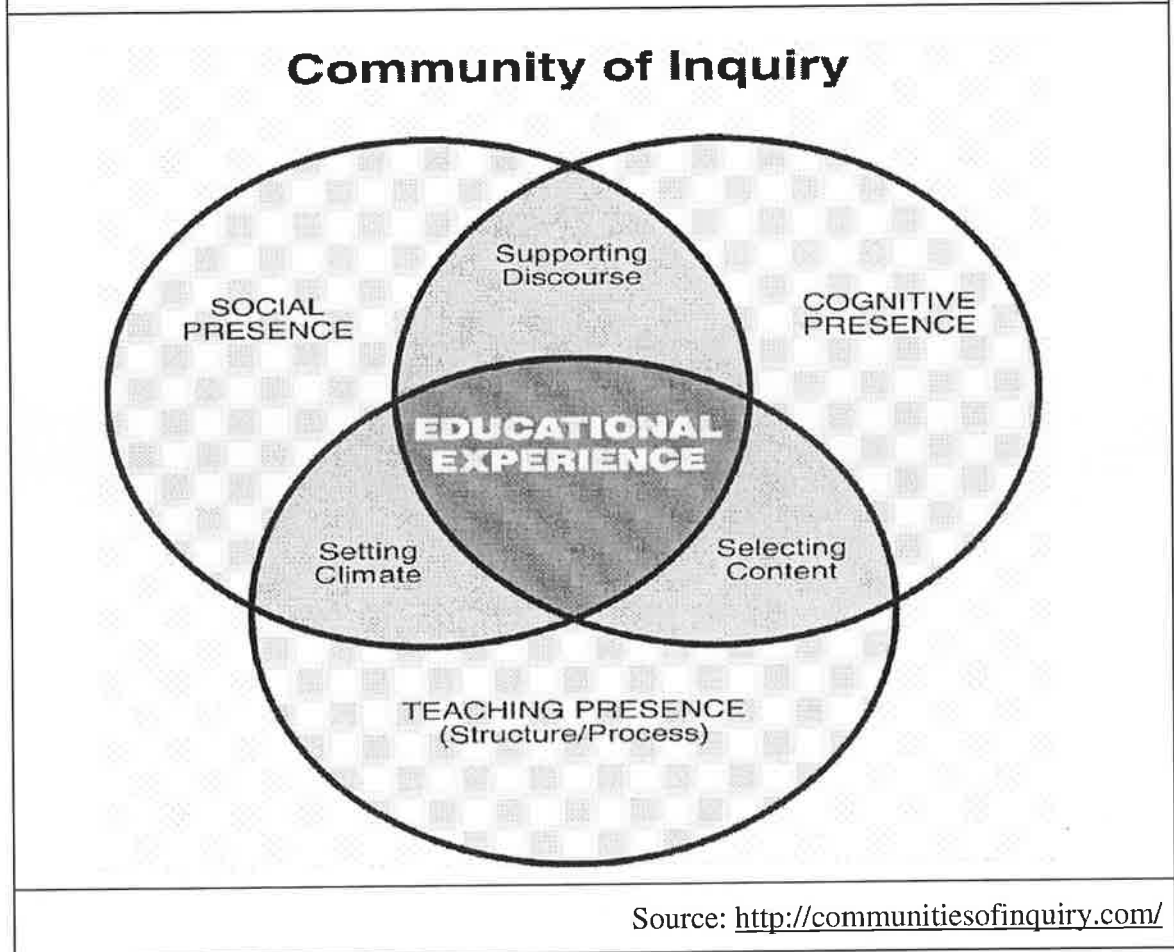 Community of Inquiry
Supporting
Discourse
SOCIAL
PRESENCE
COGNITIVE
PRESENCE
EDUCATIONAL
EXPERIENCE
Setting
Climate
Selecting
Content
TEACHING PRESENCE
(Structure/Process)
Source: http://communitiesofinquiry.com/